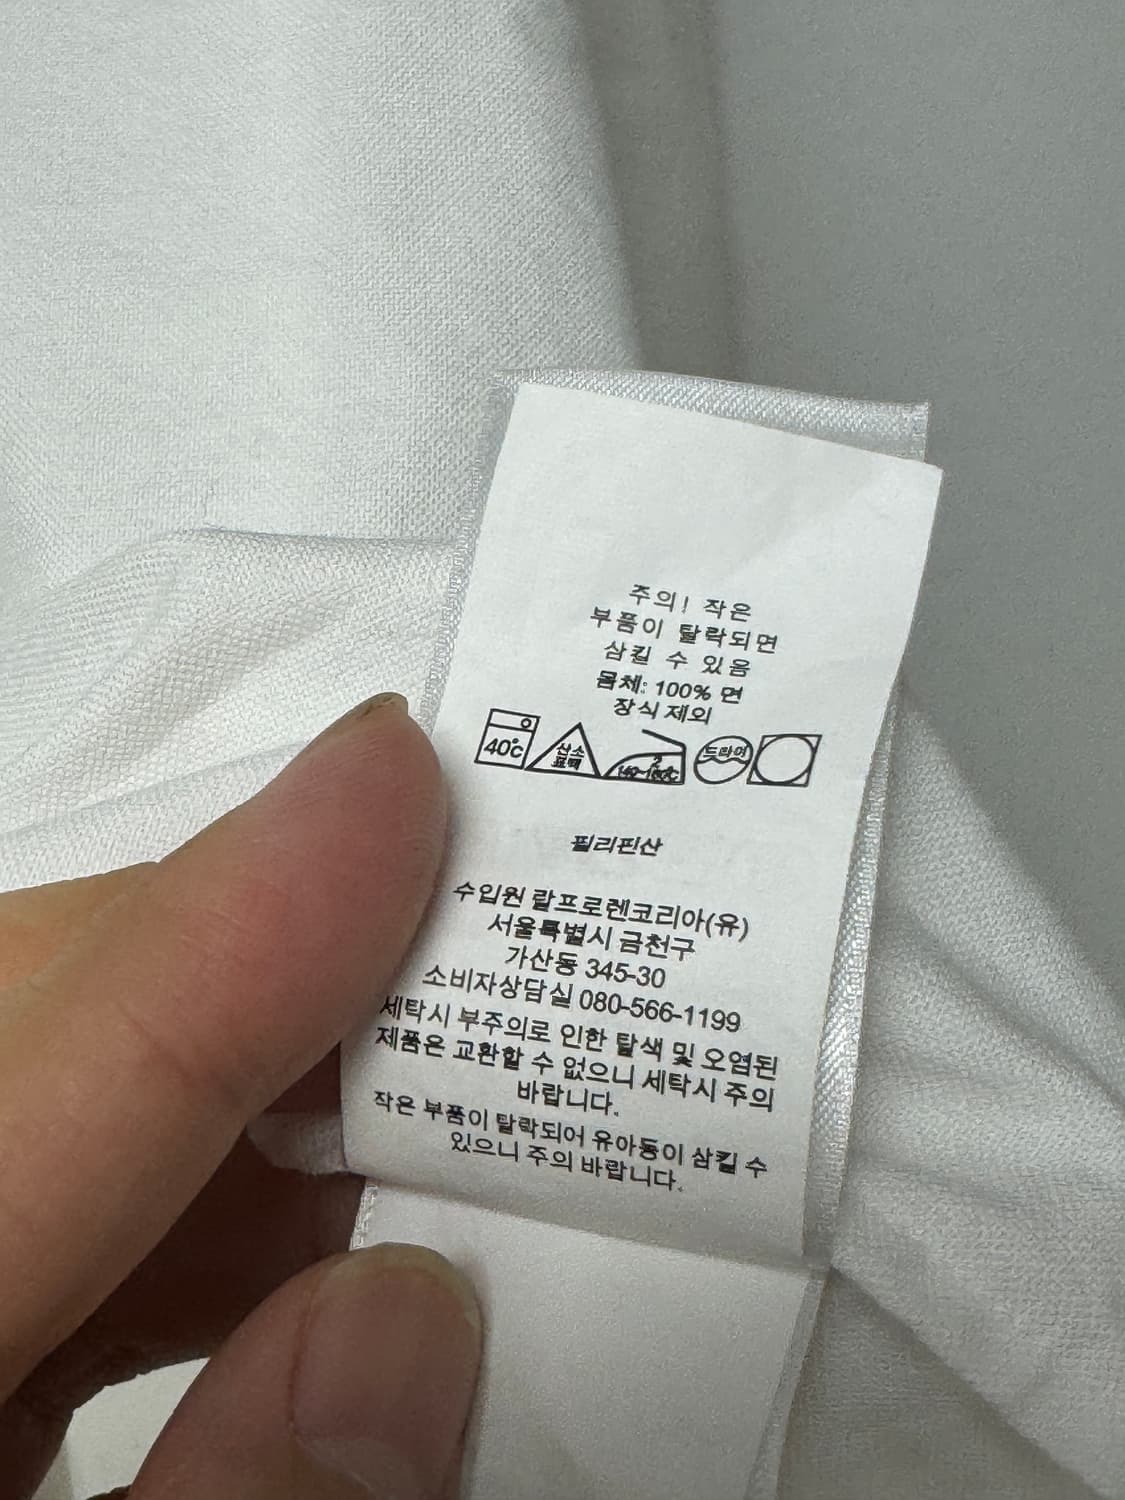 주의! 작은
부품이 탈락되면
삼킬 수 있음
몸체: 100% 면
장식 제외
40℃ 산소 표백 2 140~160℃ 드라이
필리핀산
수입원 랄프로렌코리아(유)
서울특별시 금천구
가산동 345-30
소비자상담실 080-566-1199
세탁시 부주의로 인한 탈색 및 오염된
제품은 교환할 수 없으니 세탁시 주의
바랍니다.
작은 부품이 탈락되어 유아동이 삼킬 수
있으니 주의 바랍니다.